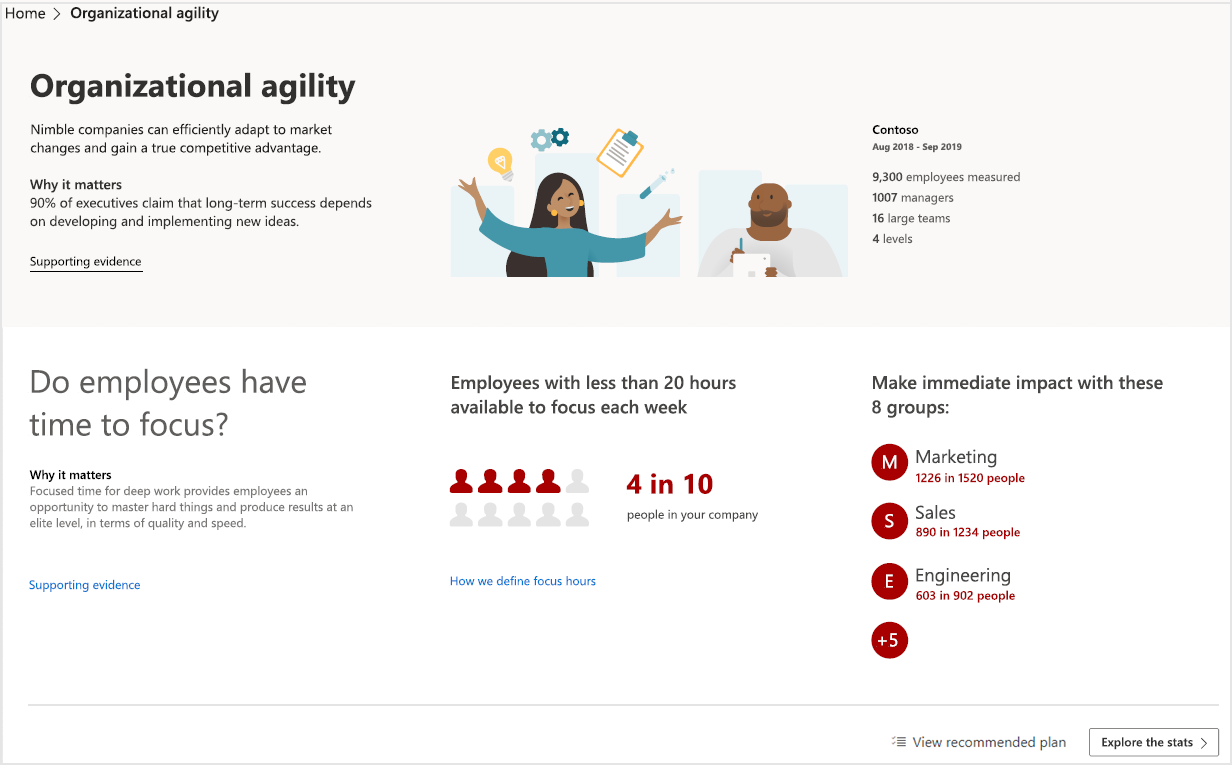 Home > Organizational agility
Organizational agility
Nimble companies can efficiently adapt to market
changes and gain a true competitive advantage.
Why it matters
90% of executives claim that long-term success depends
on developing and implementing new ideas.
Supporting evidence
Contoso
Aug 2018 - Sep 2019
9,300 employees measured
1007 managers
16 large teams
4 levels
Do employees have
time to focus?
Why it matters
Focused time for deep work provides employees an
opportunity to master hard things and produce results at an
elite level, in terms of quality and speed.
Supporting evidence
Employees with less than 20 hours
available to focus each week
4 in 10
people in your company
How we define focus hours
Make immediate impact with these
8 groups:
M Marketing
1226 in 1520 people
S Sales
890 in 1234 people
E Engineering
603 in 902 people
+5
View recommended plan
Explore the stats >